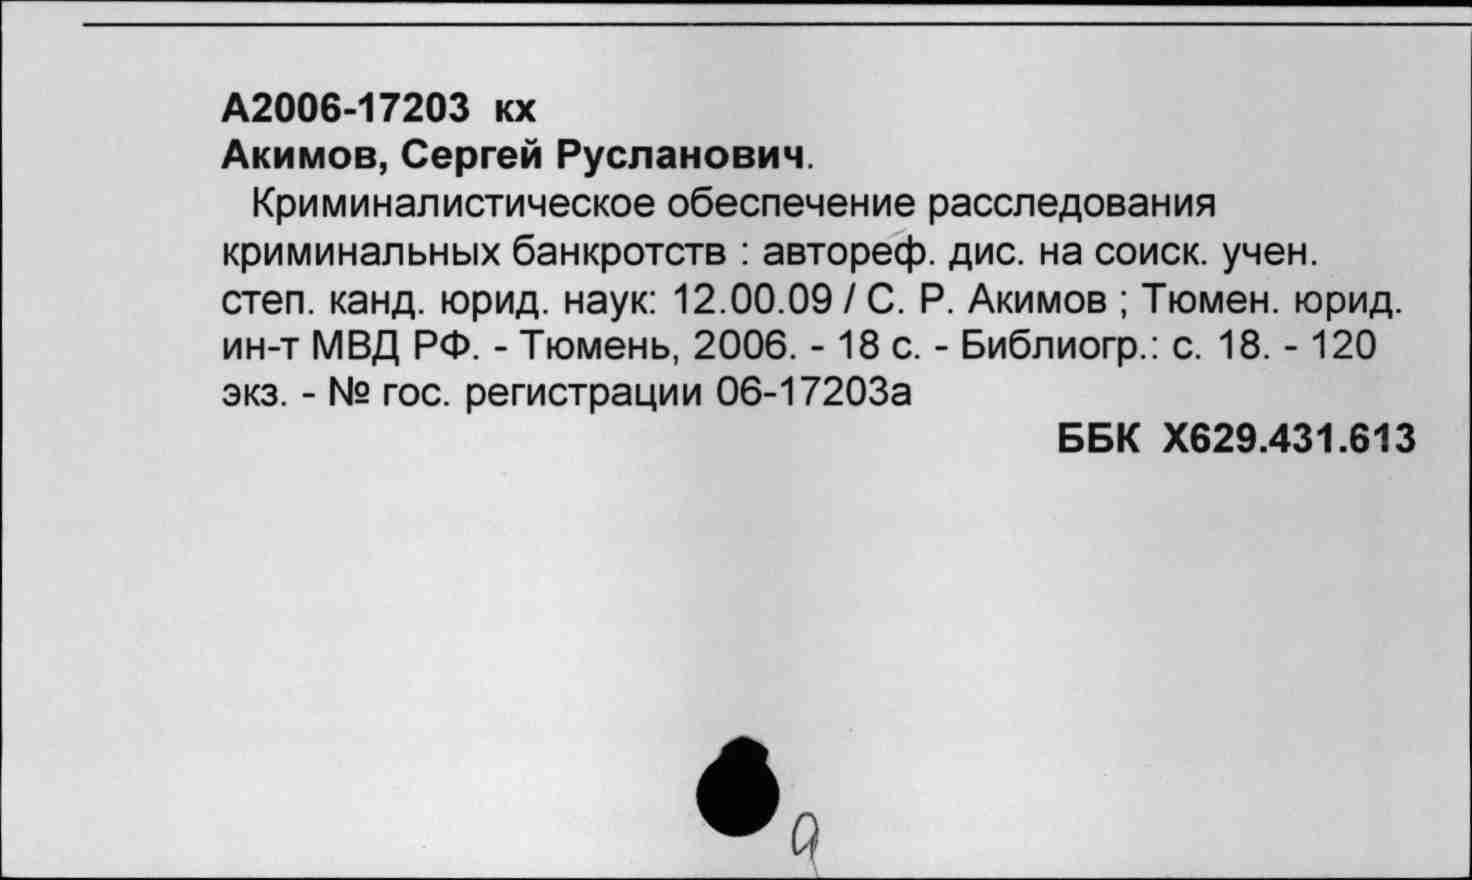 А2006-17203 кх
Акимов, Сергей Русланович.
Криминалистическое обеспечение расследования
криминальных банкротств : автореф. дис. на соиск. учен.
степ. канд. юрид. наук: 12.00.09 / С. Р. Акимов ; Тюмен. юрид.
ин-т МВД РФ. - Тюмень, 2006. - 18 с. - Библиогр.: с. 18. - 120
экз. - № гос. регистрации 06-17203а
ББК Х629.431.613